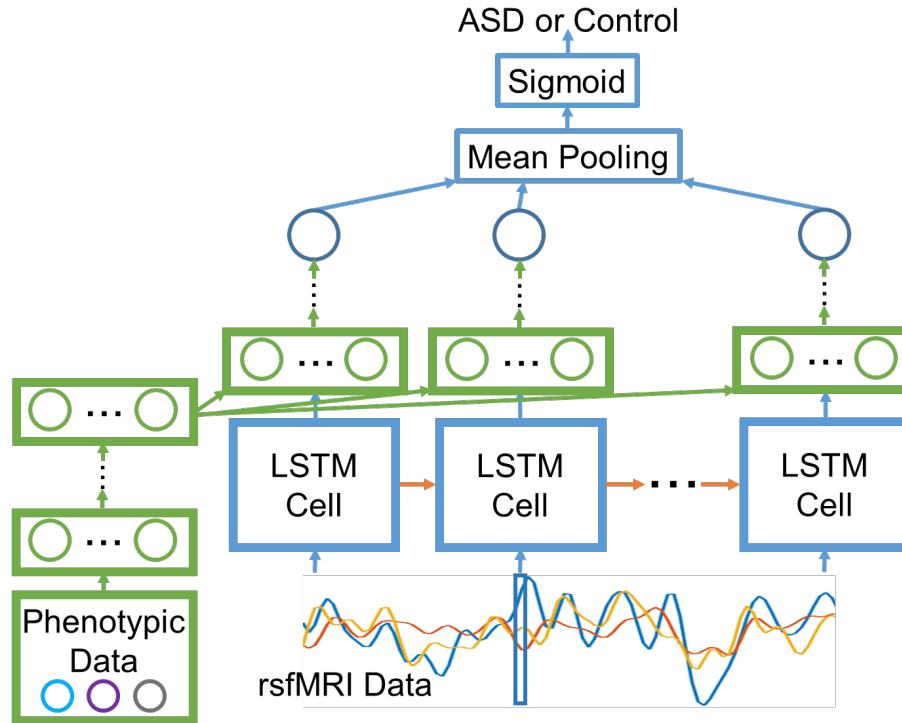 ASD or Control
Sigmoid
Mean Pooling
...
...
...
... ... ...
...
LSTM
Cell
LSTM
Cell
...
LSTM
Cell
...
...
Phenotypic
Data
rsfMRI Data